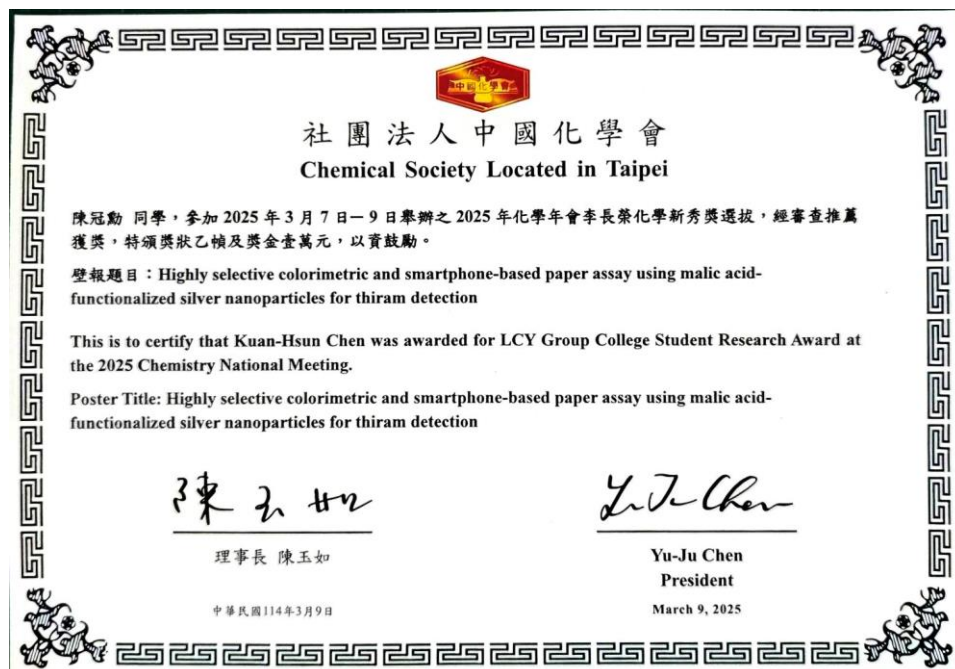 中國化學會
社團法人中國化學會
Chemical Society Located in Taipei
陳冠勳 同學，參加 2025 年 3 月 7 日－9 日舉辦之 2025 年化學年會李長榮化學新秀獎選拔，經審查推薦
獲獎，特頒獎狀乙幀及獎金壹萬元，以資鼓勵。
壁報題目：Highly selective colorimetric and smartphone-based paper assay using malic acid-
functionalized silver nanoparticles for thiram detection
This is to certify that Kuan-Hsun Chen was awarded for LCY Group College Student Research Award at
the 2025 Chemistry National Meeting.
Poster Title: Highly selective colorimetric and smartphone-based paper assay using malic acid-
functionalized silver nanoparticles for thiram detection
陳玉如
Yu-Ju Chen
理事長 陳玉如
Yu-Ju Chen
President
中華民國114年3月9日
March 9, 2025